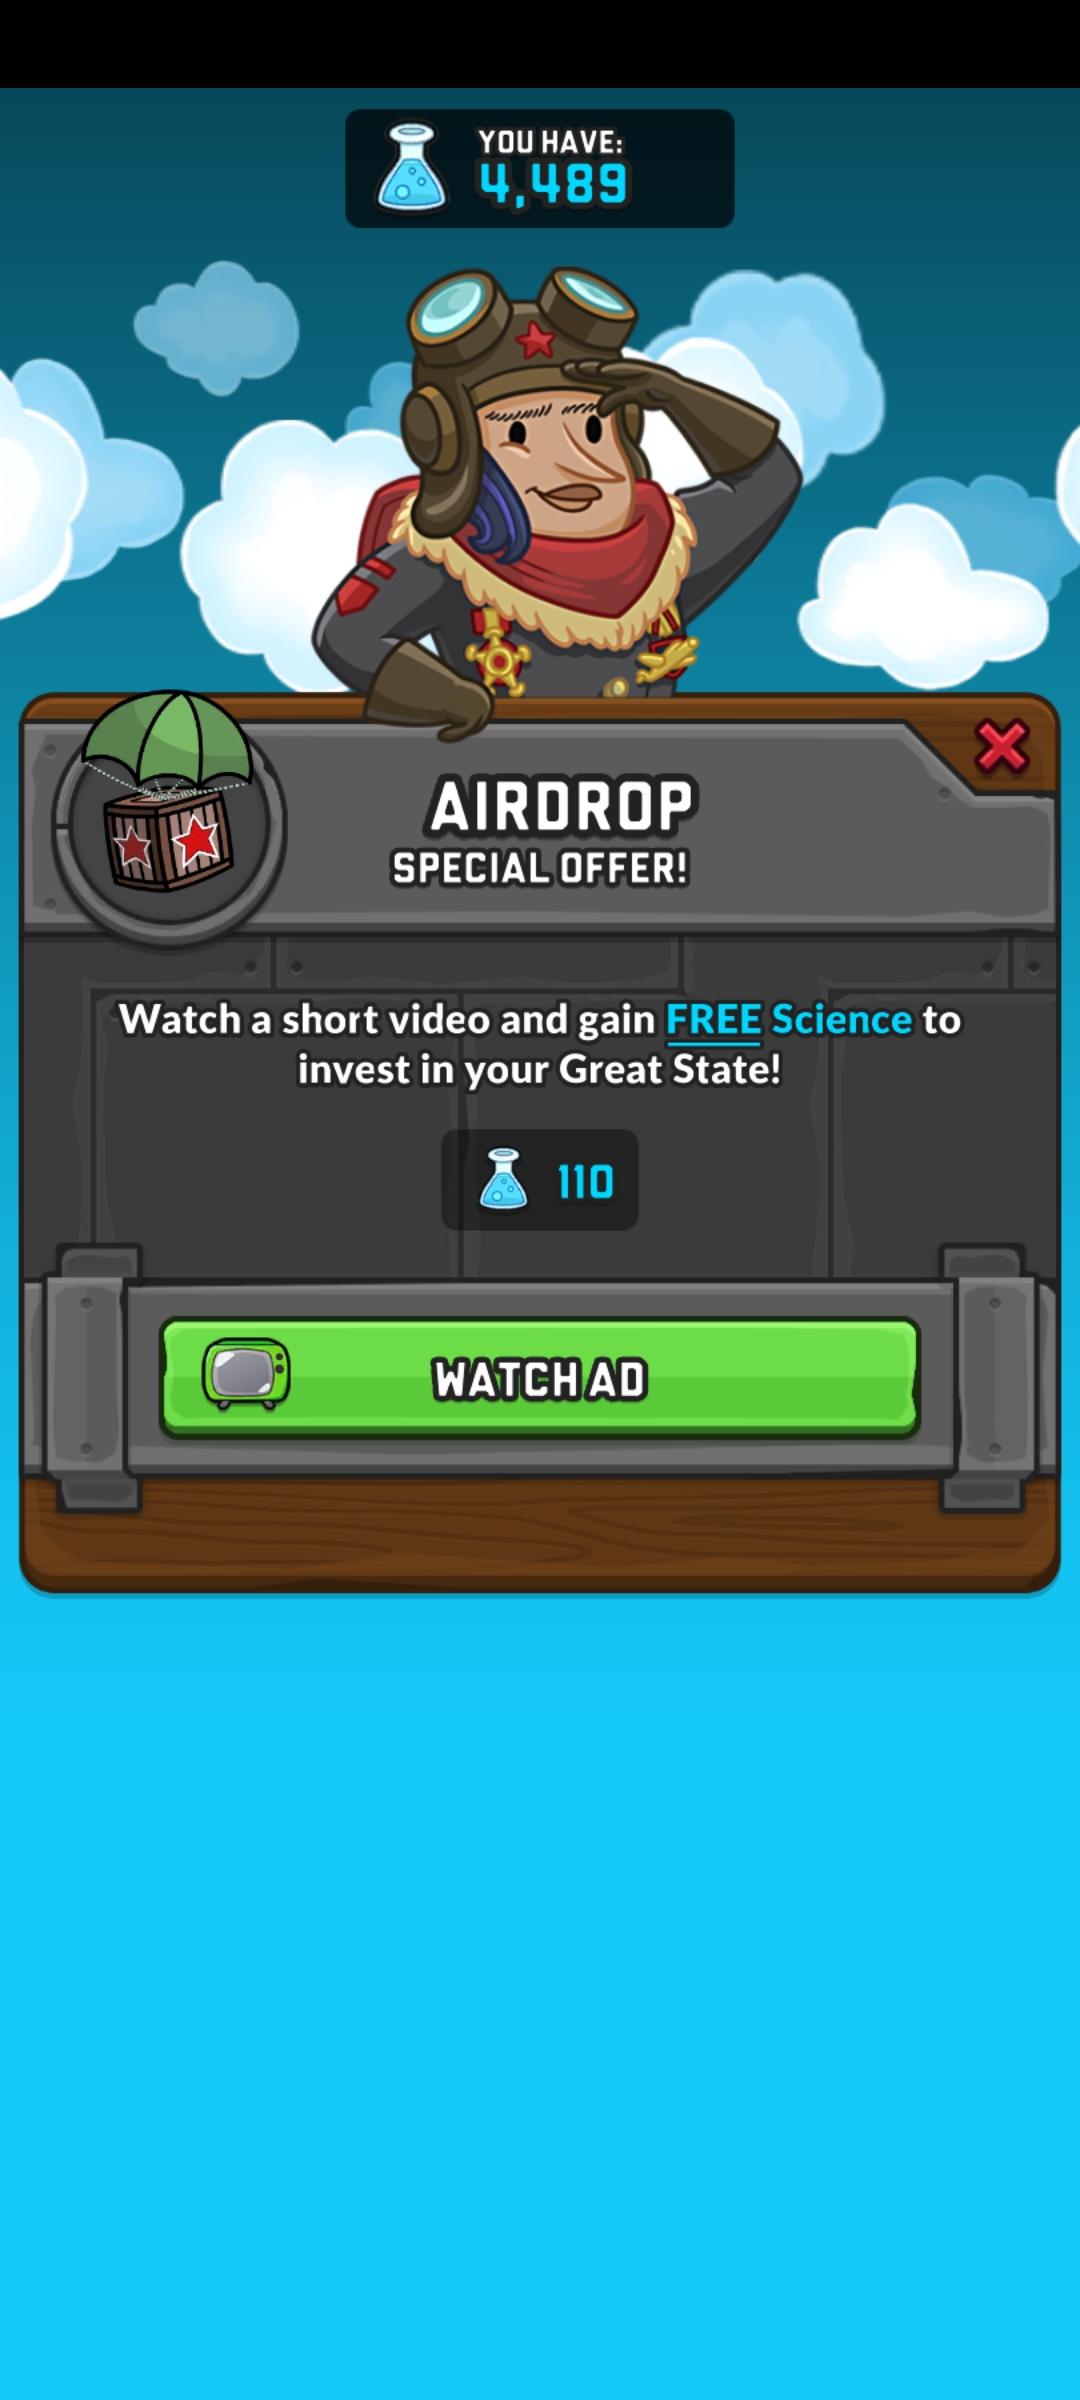 YOU HAVE:
4,489
AIRDROP
SPECIAL OFFER!
Watch a short video and gain FREE Science to
invest in your Great State!
110
WATCH AD